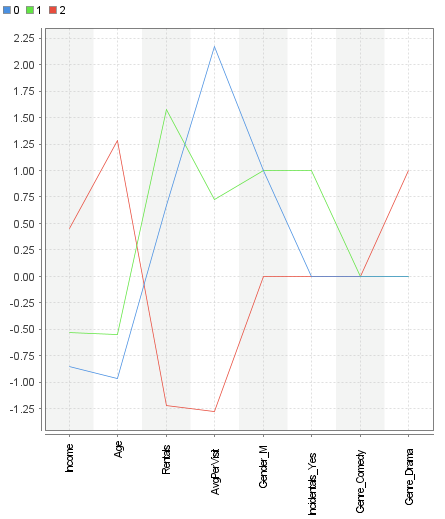 0 1 2
2.25
2.00
1.75
1.50
1.25
1.00
0.75
0.50
0.25
0.00
-0.25
-0.50
-0.75
-1.00
-1.25
Income
Age
Rentals
AvgPerVisit
Gender_M
Incidentals_Yes
Genre_Comedy
Genre_Drama